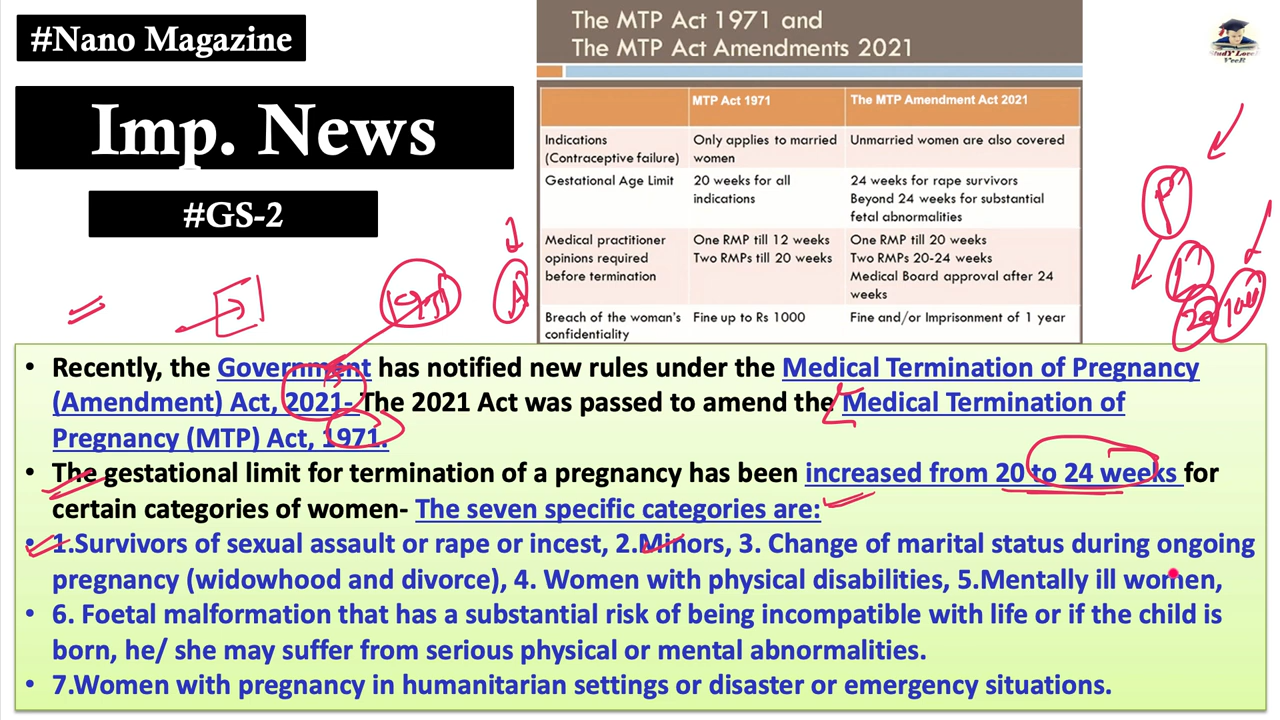 #Nano Magazine
Imp. News
#GS-2
The MTP Act 1971 and
The MTP Act Amendments 2021
MTP Act 1971
The MTP Amendment Act 2021
Indications
(Contraceptive failure)
Only applies to married
women
Unmarried women are also covered
Gestational Age Limit
20 weeks for all
indications
24 weeks for rape survivors
Beyond 24 weeks for substantial
fetal abnormalities
Medical practitioner
opinions required
before termination
One RMP till 12 weeks
Two RMPs till 20 weeks
One RMP till 20 weeks
Two RMPs 20-24 weeks
Medical Board approval after 24
weeks
Breach of the woman's
confidentiality
Fine up to Rs 1000
Fine and/or Imprisonment of 1 year
StudY Lover
VeeR
• Recently, the Government has notified new rules under the Medical Termination of Pregnancy
(Amendment) Act, 2021- The 2021 Act was passed to amend the Medical Termination of
Pregnancy (MTP) Act, 1971.
• The gestational limit for termination of a pregnancy has been increased from 20 to 24 weeks for
certain categories of women- The seven specific categories are:
• 1.Survivors of sexual assault or rape or incest, 2.Minors, 3. Change of marital status during ongoing
pregnancy (widowhood and divorce), 4. Women with physical disabilities, 5.Mentally ill women,
• 6. Foetal malformation that has a substantial risk of being incompatible with life or if the child is
born, he/ she may suffer from serious physical or mental abnormalities.
• 7.Women with pregnancy in humanitarian settings or disaster or emergency situations.